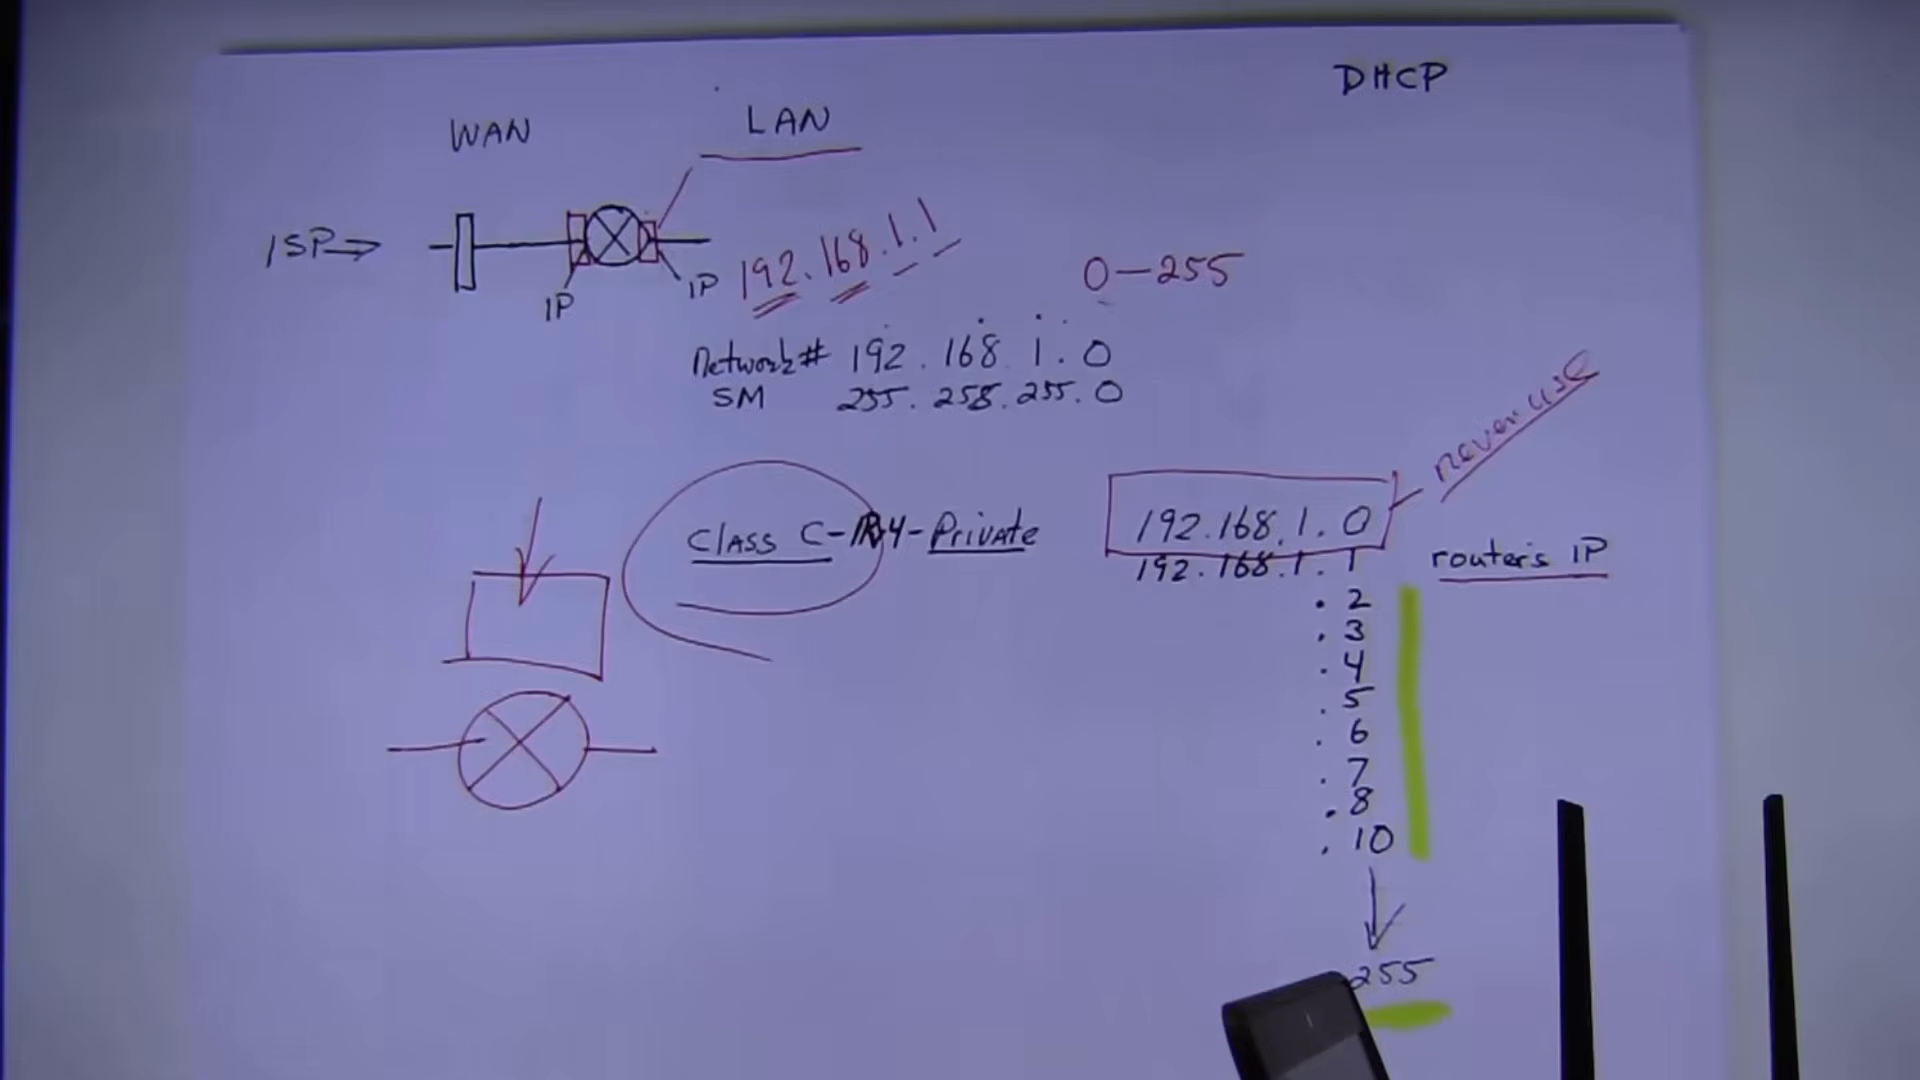 DHCP
WAN
LAN
ISP
IP
IP
192.168.1.1
0-255
Network# 192.168.1.0
SM 255.255.255.0
never use
Class C- -Private
192.168.1.0
192.168.1.1
router's IP
.2
.3
.4
.5
.6
.7
.8
.10
255